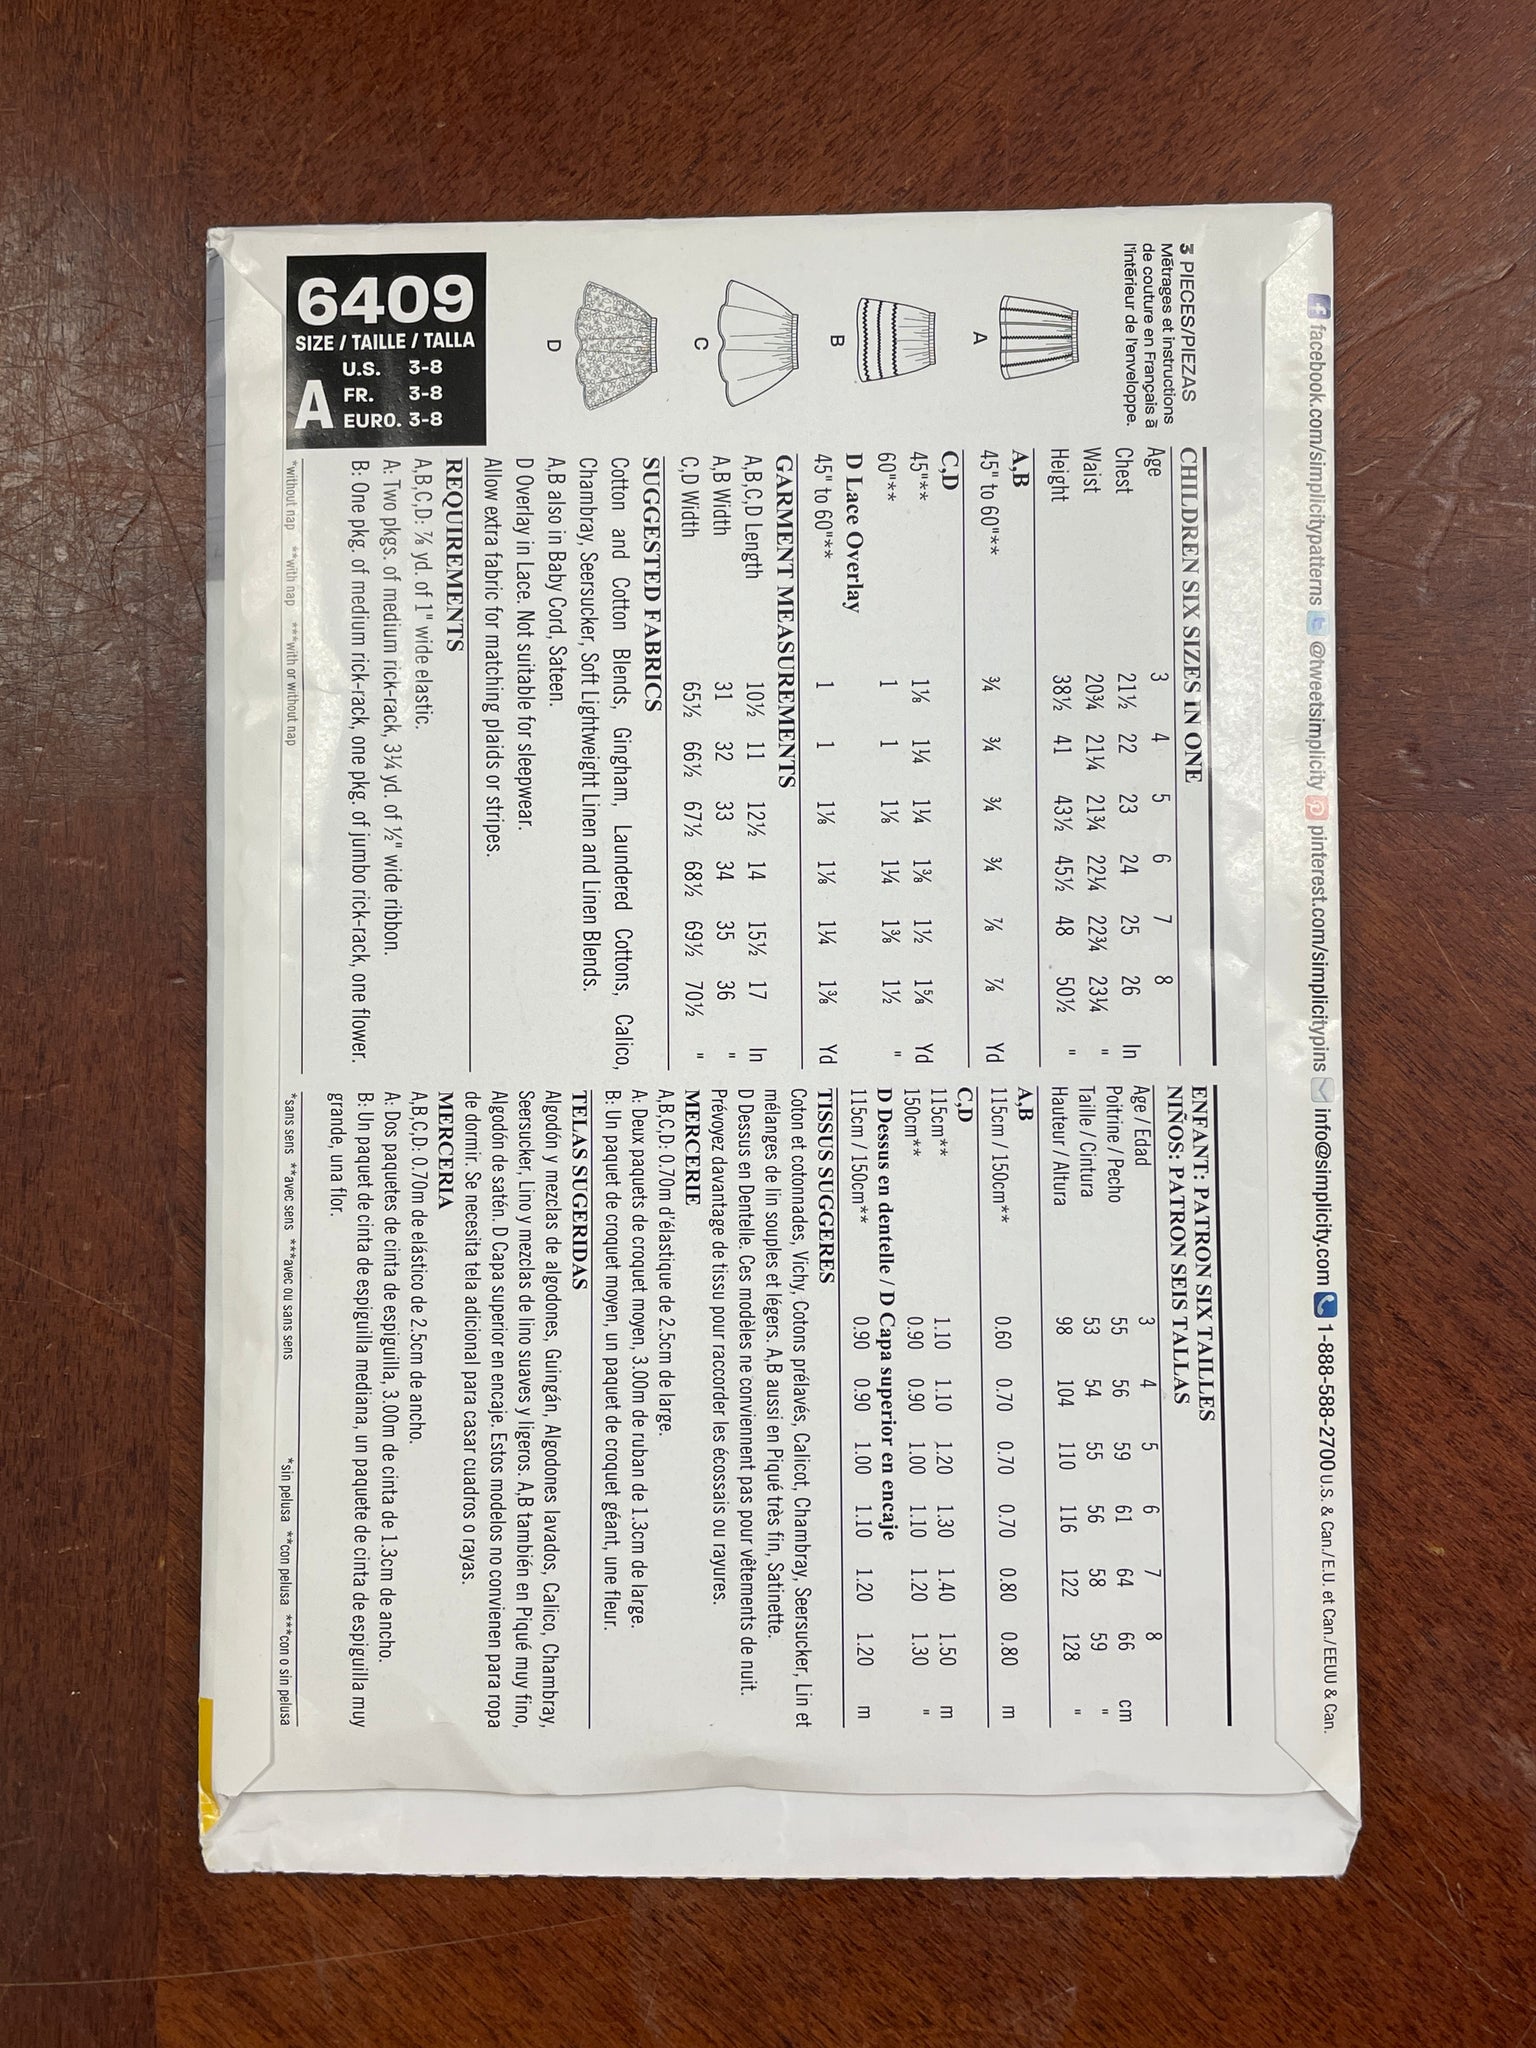 facebook.com/simplicitypatterns @tweetsimplicity pinterest.com/simplicitypins info@simplicity.com 1-888-588-2700 U.S. & Can./ E.U. et Can./ EEUU & Can.
3 PIECES/PIEZAS
Métrages et instructions
de couture en Français à
l'intérieur de l'enveloppe.
A
B
C
D
6409
SIZE / TAILLE / TALLA
A
U.S. 3-8
FR. 3-8
EURO. 3-8
CHILDREN SIX SIZES IN ONE
Age 3 4 5 6 7 8
Chest 21½ 22 23 24 25 26 In
Waist 20¾ 21¼ 21¾ 22¼ 22¾ 23¼ "
Height 38½ 41 43½ 45½ 48 50½ "
A,B
45" to 60"** ¾ ¾ ¾ ¾ ⅞ ⅞ Yd
C,D
45"** 1⅛ 1¼ 1¼ 1⅜ 1½ 1⅝ Yd
60"** 1 1 1⅛ 1¼ 1⅜ 1½ "
D Lace Overlay
45" to 60"** 1 1 1⅛ 1⅛ 1¼ 1⅜ Yd
GARMENT MEASUREMENTS
A,B,C,D Length 10½ 11 12½ 14 15½ 17 In
A,B Width 31 32 33 34 35 36 "
C,D Width 65½ 66½ 67½ 68½ 69½ 70½ "
SUGGESTED FABRICS
Cotton and Cotton Blends, Gingham, Laundered Cottons, Calico,
Chambray, Seersucker, Soft Lightweight Linen and Linen Blends.
A,B also in Baby Cord, Sateen.
D Overlay in Lace. Not suitable for sleepwear.
Allow extra fabric for matching plaids or stripes.
REQUIREMENTS
A,B,C,D: ⅞ yd. of 1" wide elastic.
A: Two pkgs. of medium rick-rack, 3¼ yd. of ½" wide ribbon.
B: One pkg. of medium rick-rack, one pkg. of jumbo rick-rack, one flower.
*without nap **with nap ***with or without nap
ENFANT: PATRON SIX TAILLES
NIÑOS: PATRON SEIS TALLAS
Age / Edad 3 4 5 6 7 8
Poitrine / Pecho 55 56 59 61 64 66 cm
Taille / Cintura 53 54 55 56 58 59 "
Hauteur / Altura 98 104 110 116 122 128 "
A,B
115cm / 150cm** 0.60 0.70 0.70 0.70 0.80 0.80 m
C,D
115cm** 1.10 1.10 1.20 1.30 1.40 1.50 m
150cm** 0.90 0.90 1.00 1.10 1.20 1.30 "
D Dessus en dentelle / D Capa superior en encaje
115cm / 150cm** 0.90 0.90 1.00 1.10 1.20 1.20 m
TISSUS SUGGERES
Coton et cotonnades, Vichy, Cotons prélavés, Calicot, Chambray, Seersucker, Lin et
mélanges de lin souples et légers. A,B aussi en Piqué très fin, Satinette.
D Dessus en Dentelle. Ces modèles ne conviennent pas pour vêtements de nuit.
Prévoyez davantage de tissu pour raccorder les écossais ou rayures.
MERCERIE
A,B,C,D: 0.70m d'élastique de 2.5cm de large.
A: Deux paquets de croquet moyen, 3.00m de ruban de 1.3cm de large.
B: Un paquet de croquet moyen, un paquet de croquet géant, une fleur.
TELAS SUGERIDAS
Algodón y mezclas de algodones, Guingán, Algodones lavados, Calico, Chambray,
Seersucker, Lino y mezclas de lino suaves y ligeros. A,B también en Piqué muy fino,
Algodón de satén. D Capa superior en encaje. Estos modelos no convienen para ropa
de dormir. Se necesita tela adicional para casar cuadros o rayas.
MERCERIA
A,B,C,D: 0.70m de elástico de 2.5cm de ancho.
A: Dos paquetes de cinta de espiguilla, 3.00m de cinta de 1.3cm de ancho.
B: Un paquet de cinta de espiguilla mediana, un paquete de cinta de espiguilla muy
grande, una flor.
*sans sens **avec sens ***avec ou sans sens *sin pelusa **con pelusa ***con o sin pelusa